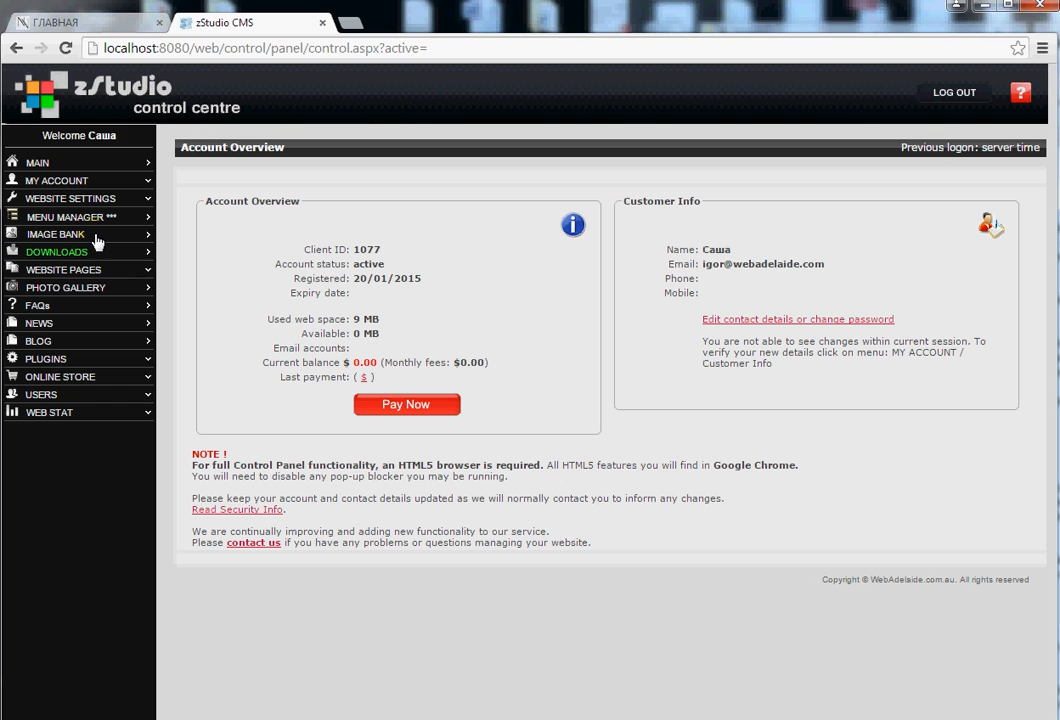 ГЛАВНАЯ
zStudio CMS
localhost:8080/web/control/panel/control.aspx?active=
zStudio
control centre
LOG OUT
?
Welcome Саша
MAIN
MY ACCOUNT
WEBSITE SETTINGS
MENU MANAGER ***
IMAGE BANK
DOWNLOADS
WEBSITE PAGES
PHOTO GALLERY
FAQs
NEWS
BLOG
PLUGINS
ONLINE STORE
USERS
WEB STAT
Account Overview
Previous logon: server time
Account Overview
Client ID: 1077
Account status: active
Registered: 20/01/2015
Expiry date:
Used web space: 9 MB
Available: 0 MB
Email accounts:
Current balance $ 0.00 (Monthly fees: $0.00)
Last payment: ( $ )
Pay Now
Customer Info
Name: Саша
Email: igor@webadelaide.com
Phone:
Mobile:
Edit contact details or change password
You are not able to see changes within current session. To
verify your new details click on menu: MY ACCOUNT /
Customer Info
NOTE !
For full Control Panel functionality, an HTML5 browser is required. All HTML5 features you will find in Google Chrome.
You will need to disable any pop-up blocker you may be running.
Please keep your account and contact details updated as we will normally contact you to inform any changes.
Read Security Info.
We are continually improving and adding new functionality to our service.
Please contact us if you have any problems or questions managing your website.
Copyright © WebAdelaide.com.au. All rights reserved